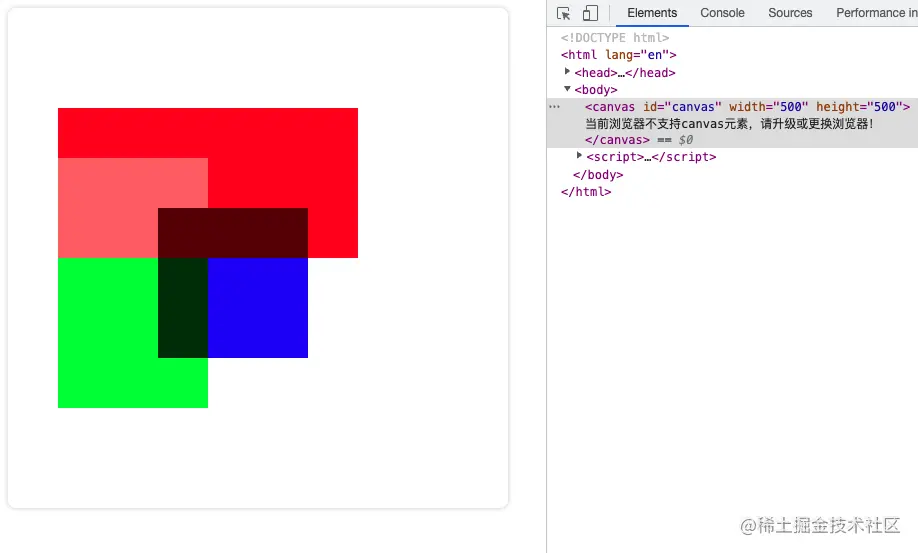 Elements Console Sources Performance in
<!DOCTYPE html>
<html lang="en">
<head>…</head>
<body>
… <canvas id="canvas" width="500" height="500">
当前浏览器不支持canvas元素，请升级或更换浏览器！
</canvas> == $0
<script>…</script>
</body>
</html>
@稀土掘金技术社区